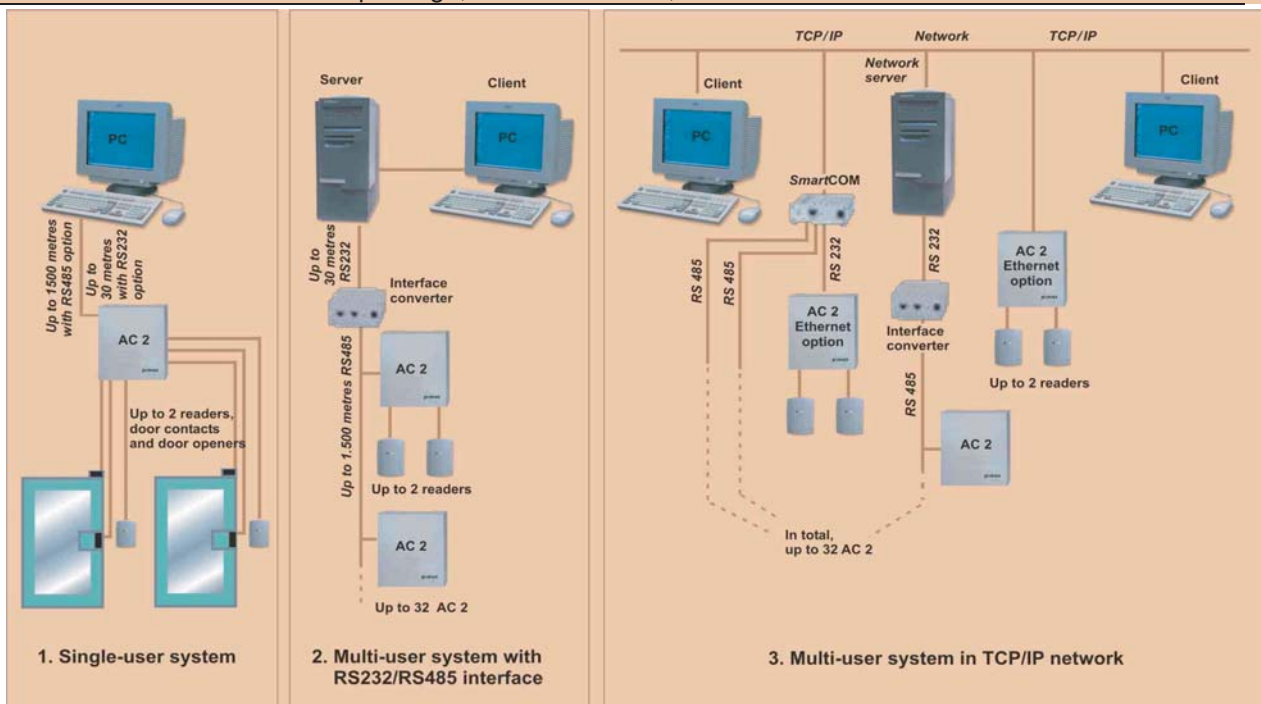 PC
Up to 1500 metres
with RS485 option
Up to
30 metres
with RS232
option
AC 2
Up to 2 readers,
door contacts
and door openers
1. Single-user system
Server
Client
PC
Up to
30 metres
RS232
Interface
converter
Up to 1.500 metres RS485
AC 2
Up to 2 readers
AC 2
Up to 32 AC 2
2. Multi-user system with
RS232/RS485 interface
TCP/IP
Network
TCP/IP
Client
Network
server
Client
PC
PC
SmartCOM
RS 485
RS 485
RS 232
RS 232
AC 2
Ethernet
option
AC 2
Ethernet
option
Interface
converter
Up to 2 readers
RS 485
AC 2
In total,
up to 32 AC 2
3. Multi-user system in TCP/IP network